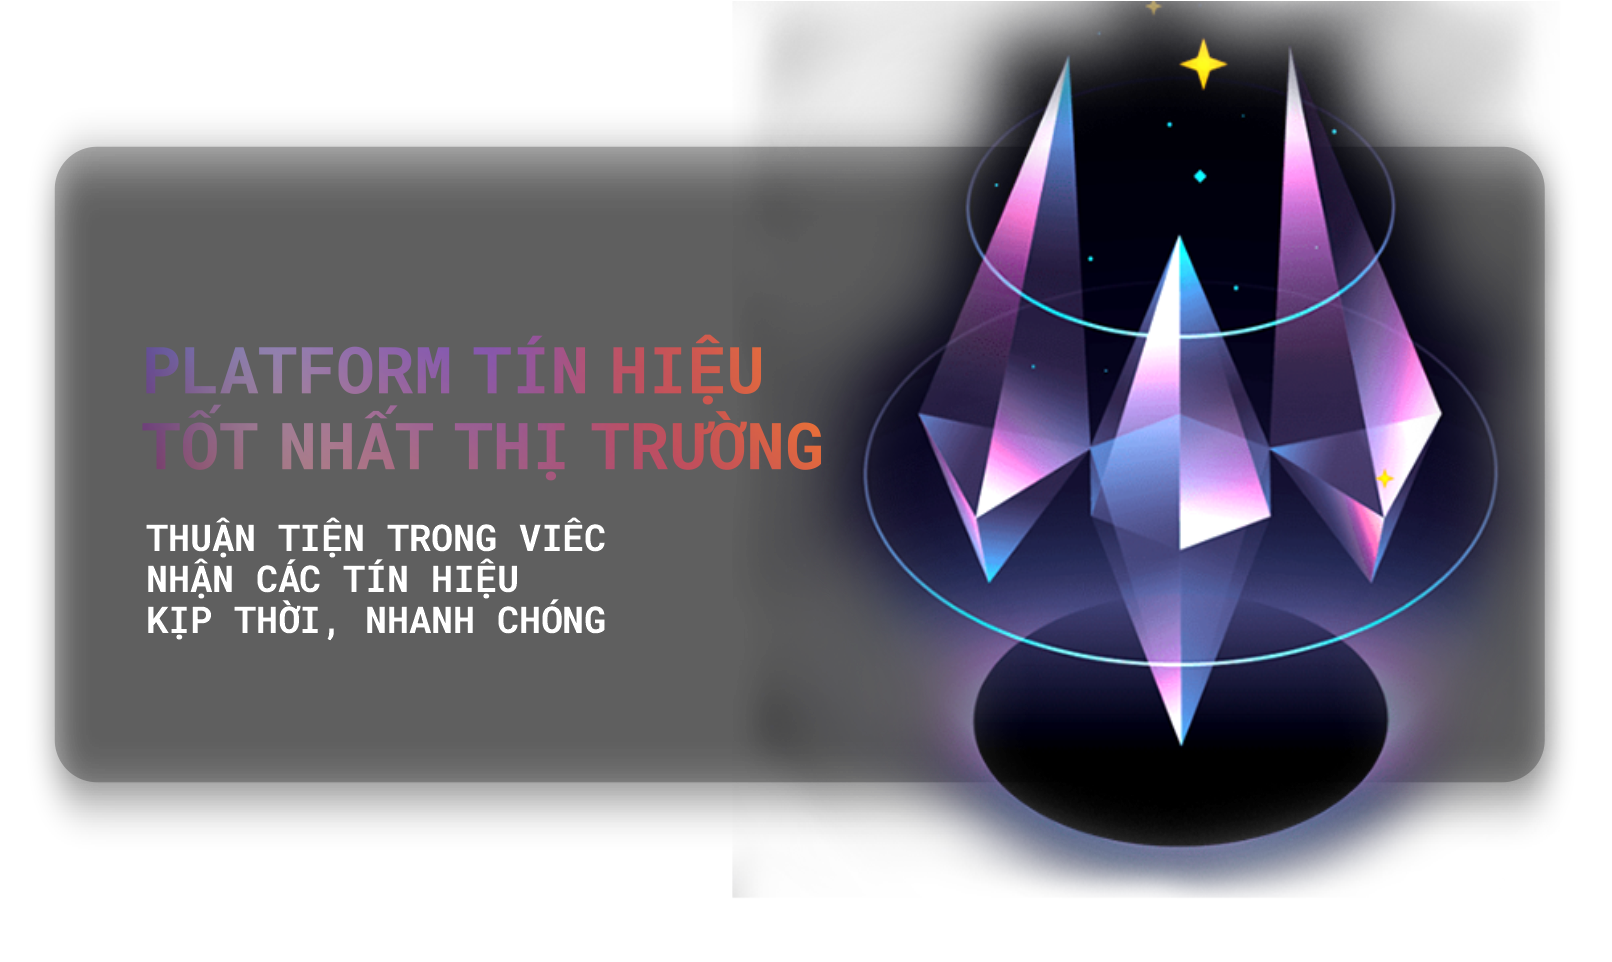 PLATFORM TÍN HIỆU
TỐT NHẤT THỊ TRƯỜNG
THUẬN TIỆN TRONG VIÊC
NHẬN CÁC TÍN HIỆU
KỊP THỜI, NHANH CHÓNG